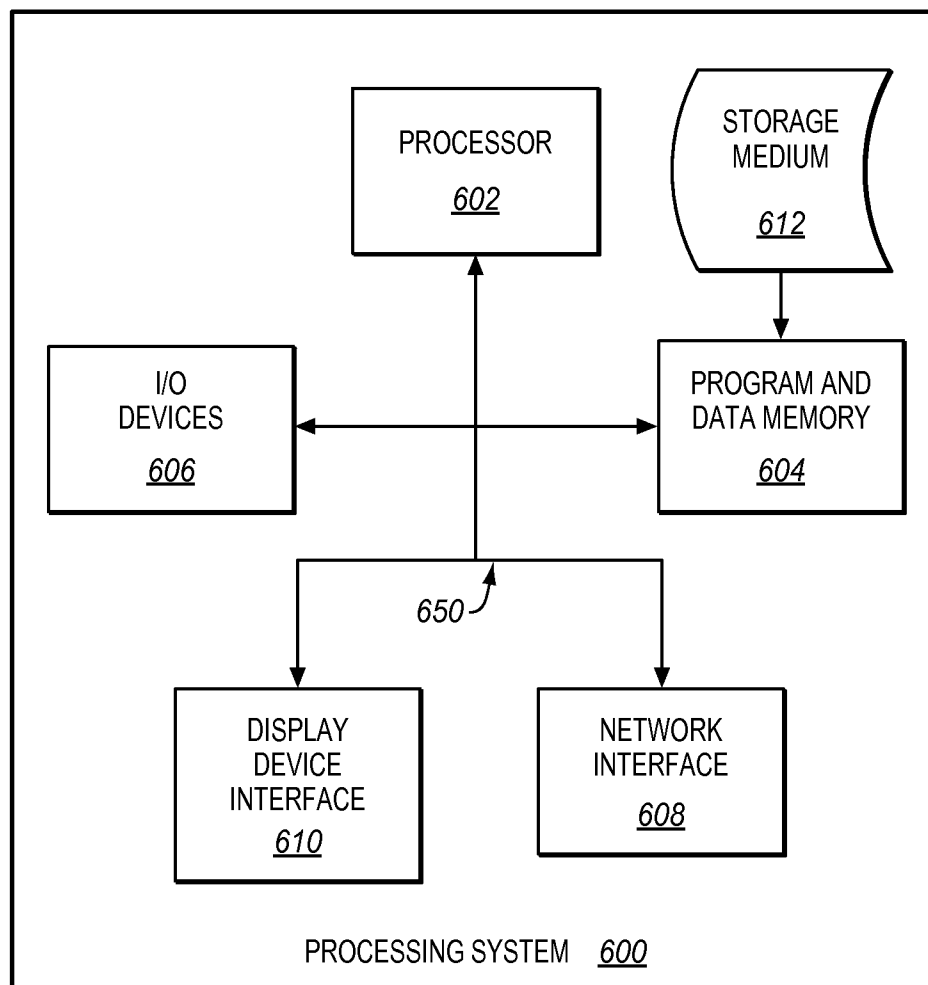 PROCESSOR
602
STORAGE
MEDIUM
612
I/O
DEVICES
606
PROGRAM AND
DATA MEMORY
604
650
DISPLAY
DEVICE
INTERFACE
610
NETWORK
INTERFACE
608
PROCESSING SYSTEM 600